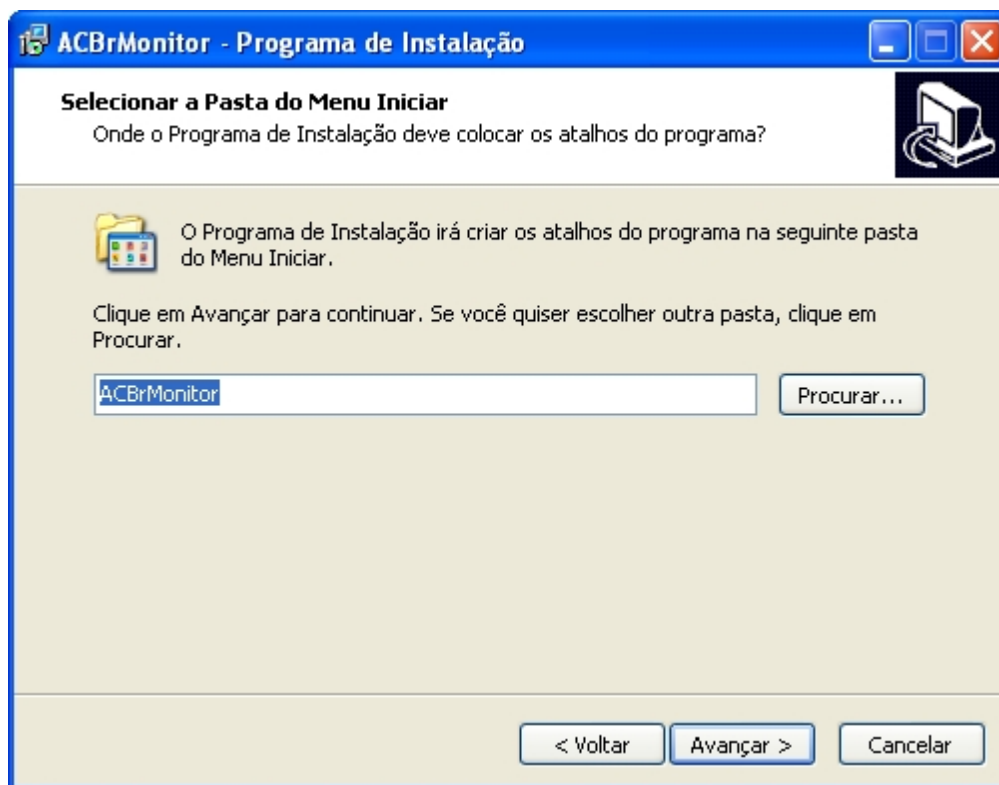 ACBrMonitor - Programa de Instalação
Selecionar a Pasta do Menu Iniciar
Onde o Programa de Instalação deve colocar os atalhos do programa?
O Programa de Instalação irá criar os atalhos do programa na seguinte pasta
do Menu Iniciar.
Clique em Avançar para continuar. Se você quiser escolher outra pasta, clique em
Procurar.
ACBrMonitor
Procurar...
< Voltar
Avançar >
Cancelar